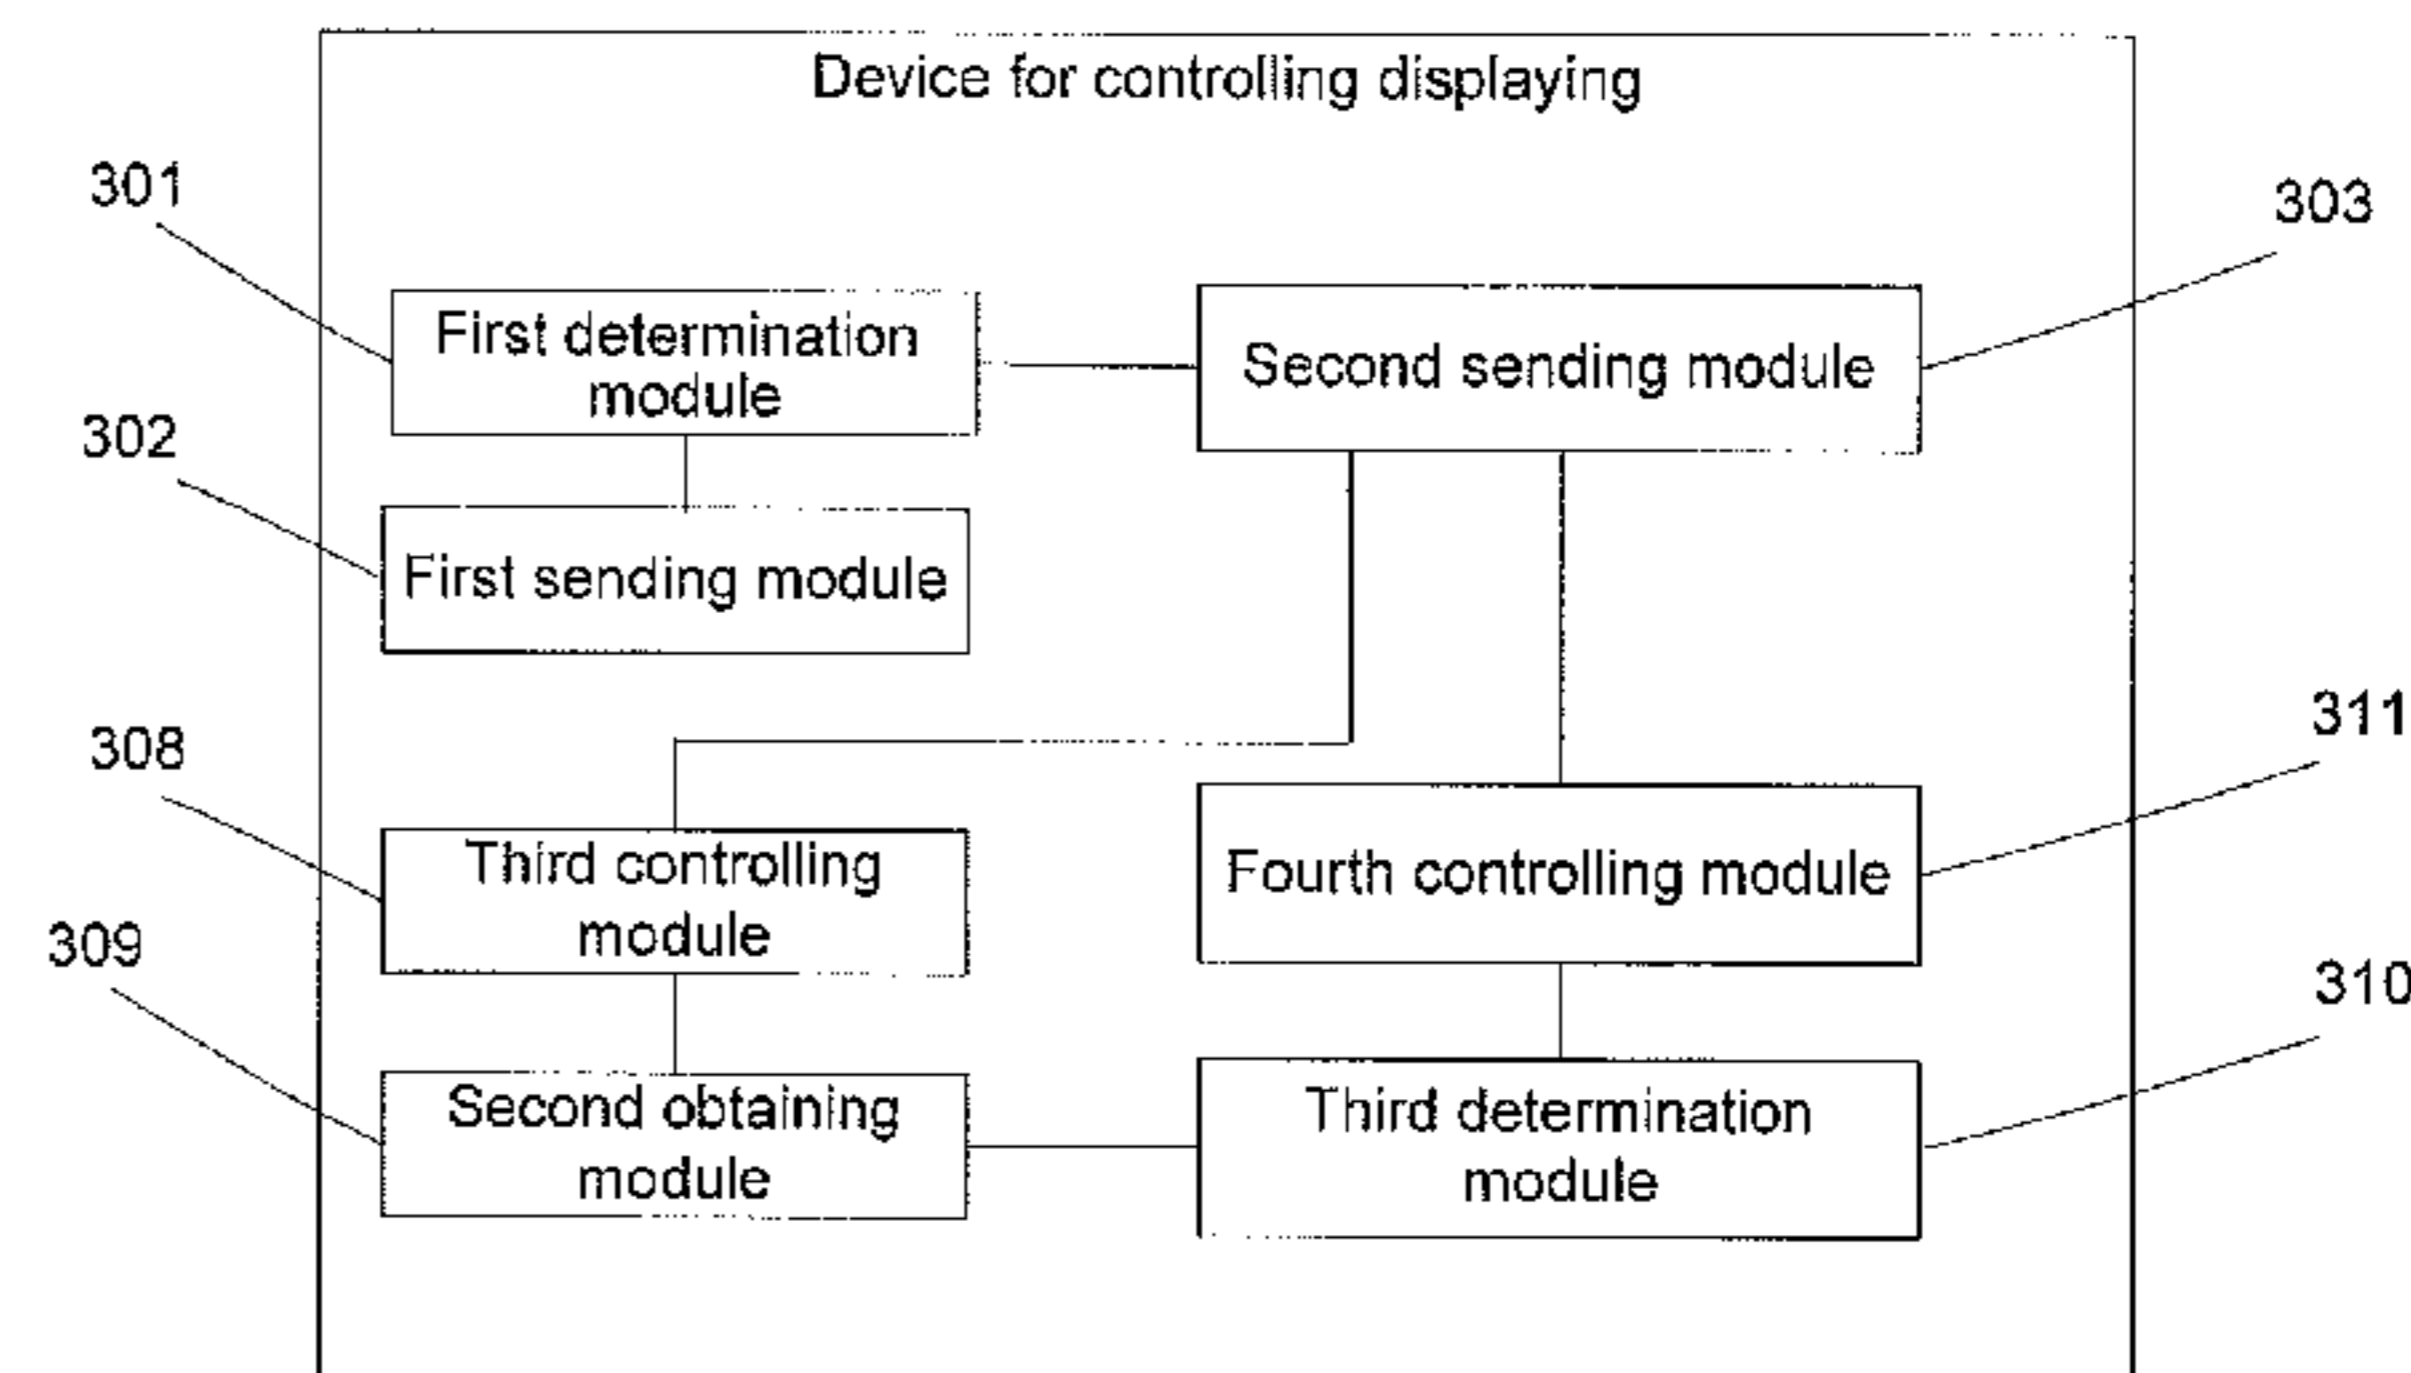 Device for controlling displaying
301
303
First determination
module
Second sending module
302
First sending module
311
308
Third controlling
module
Fourth controlling module
309
310
Second obtaining
module
Third determination
module